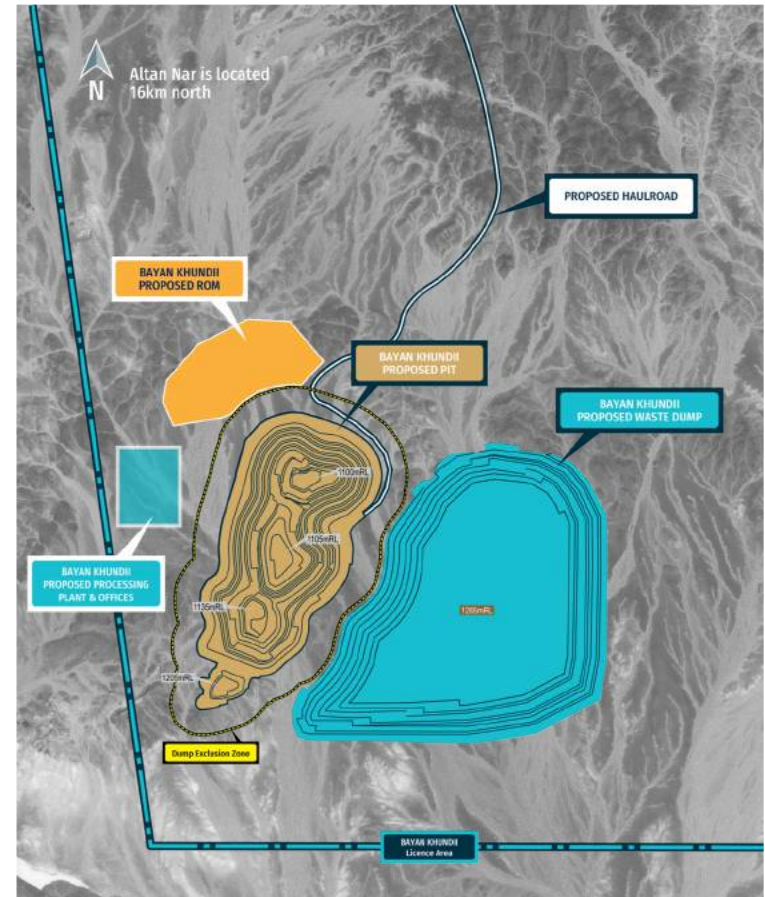 Altan Nar is located
16km north
N
PROPOSED HAULROAD
BAYAN KHUNDII
PROPOSED ROM
BAYAN KHUNDII
PROPOSED PIT
BAYAN KHUNDII
PROPOSED WASTE DUMP
1100mRL
1105mRL
BAYAN KHUNDII
PROPOSED PROCESSING
PLANT & OFFICES
1135mRL
1205mRL
Dump Exclusion Zone
BAYAN KHUNDII
Licence Area